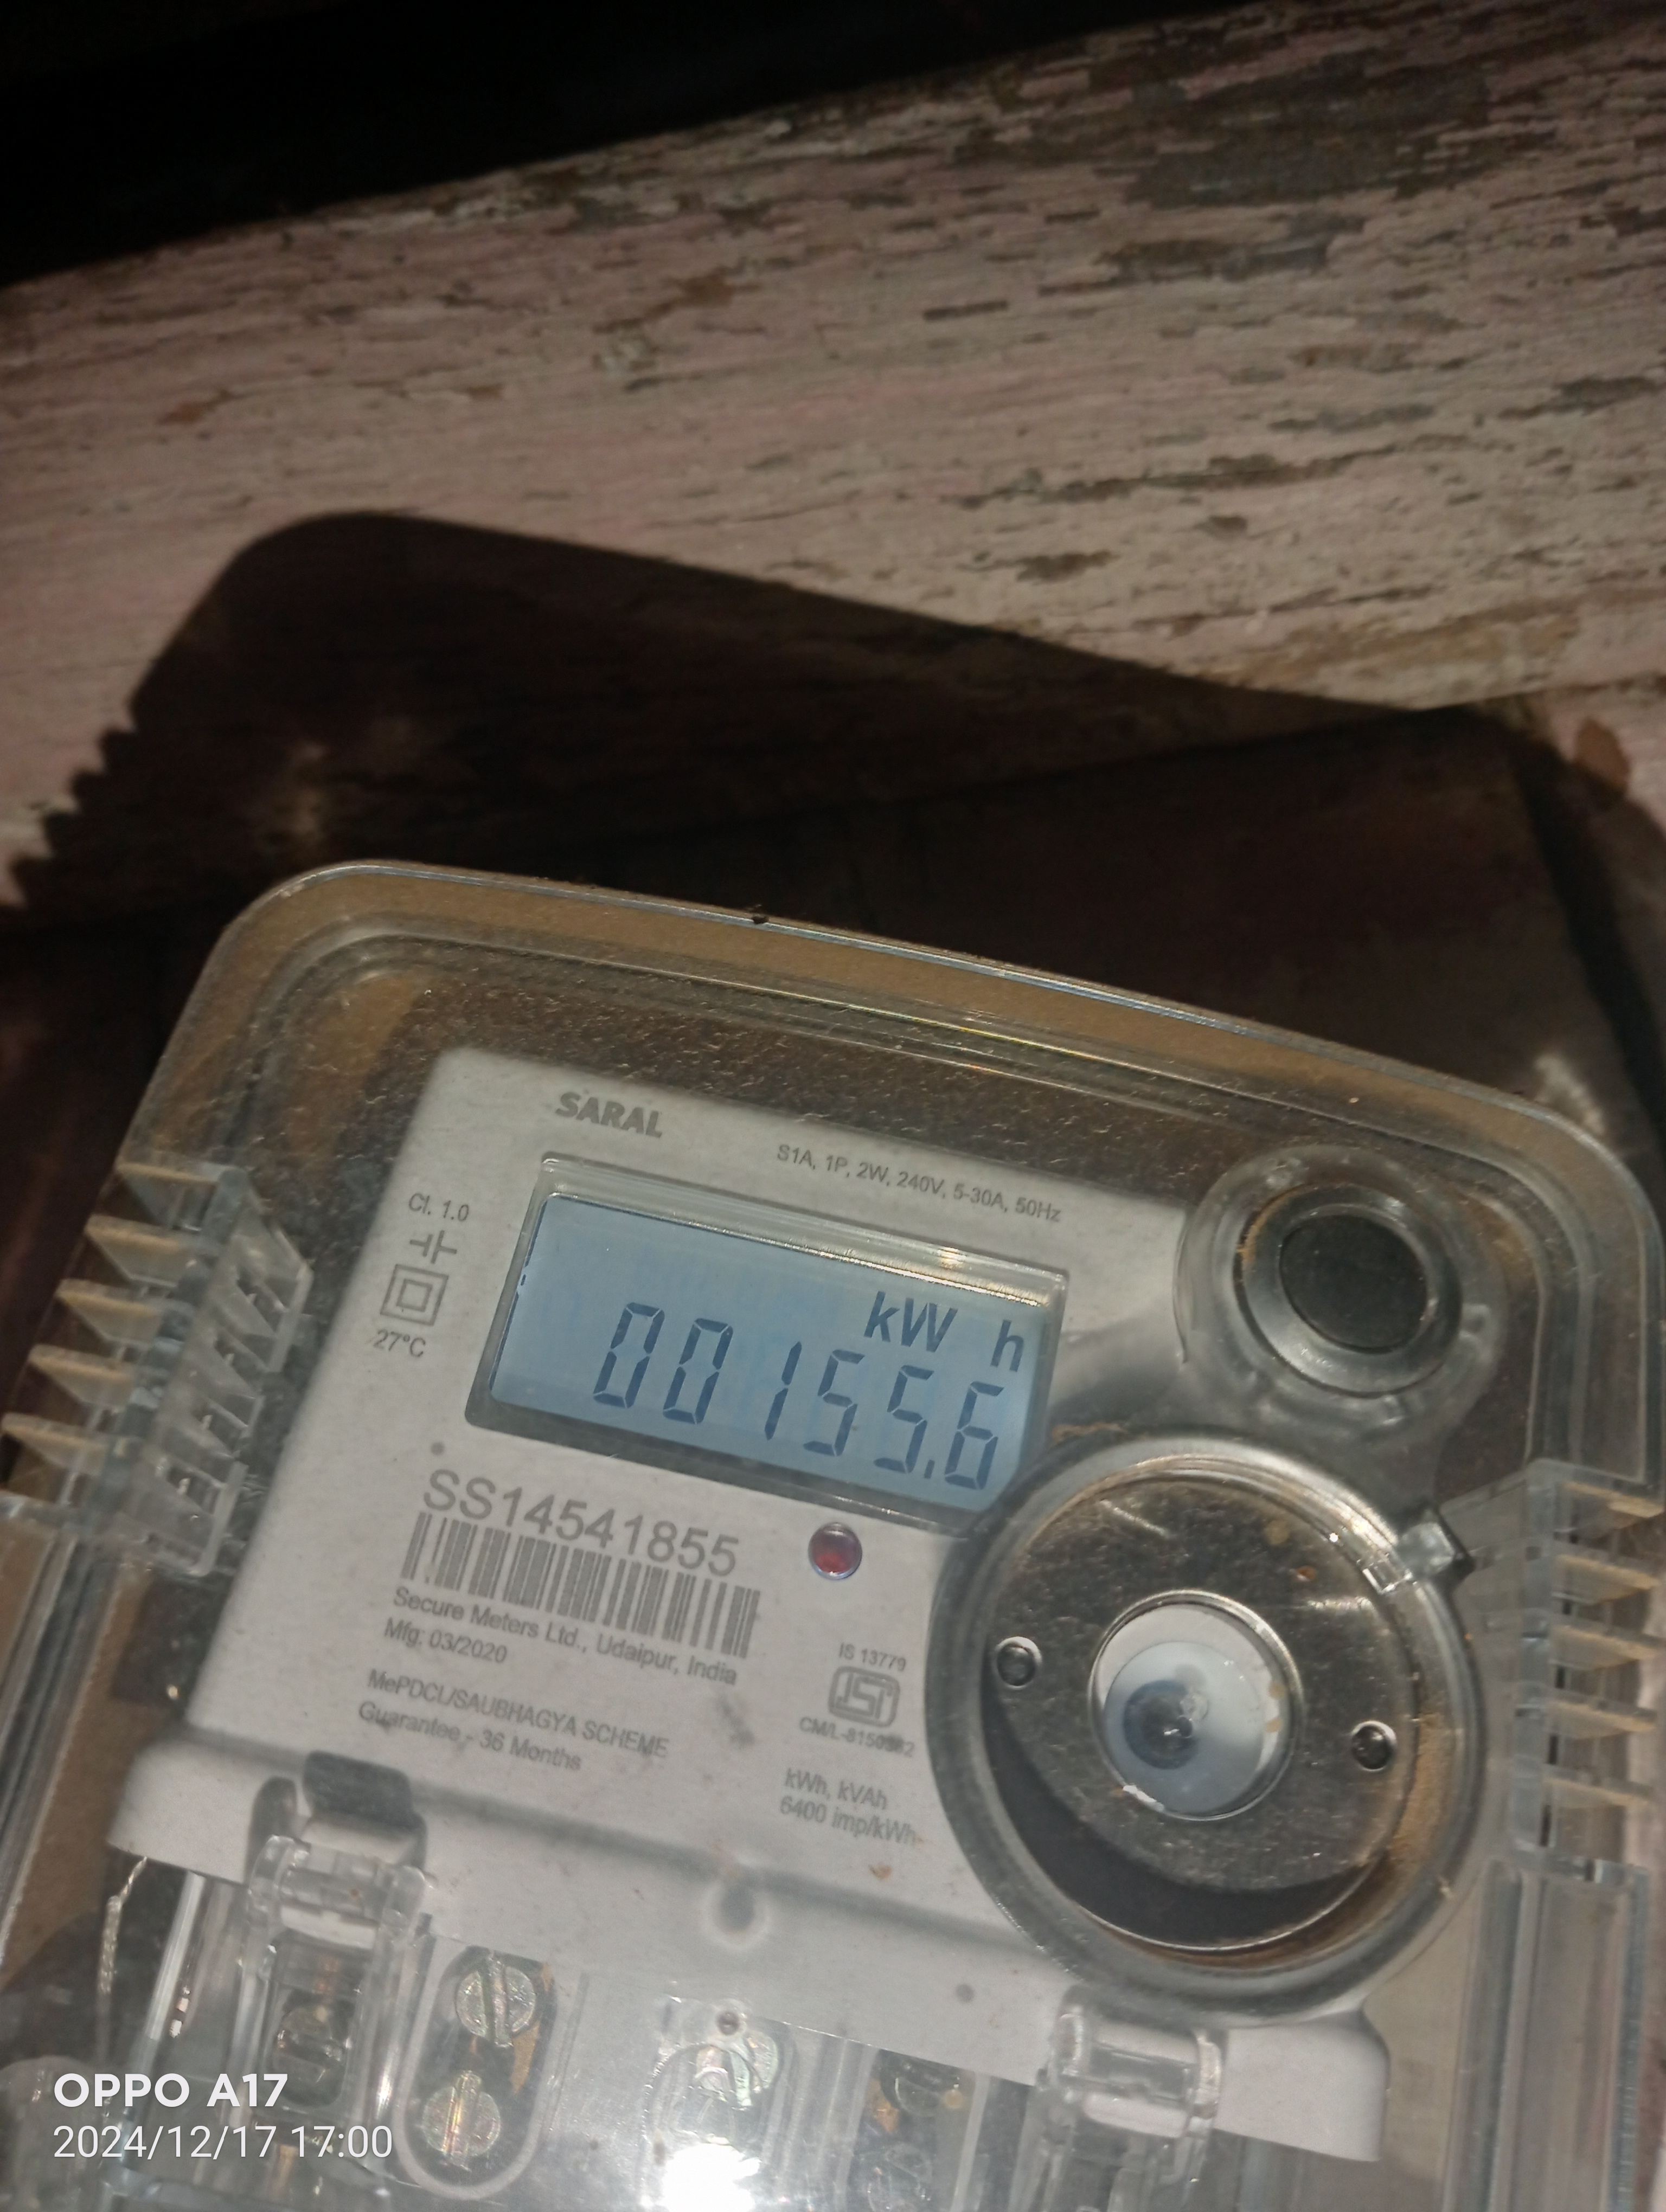 SARAL
S1A, 1P, 2W, 240V, 5-30A, 50Hz
Cl. 1.0
27°C
kW h
00155.6
SS14541855
Secure Meters Ltd., Udaipur, India
Mfg: 03/2020
MePDCL/SAUBHAGYA SCHEME
Guarantee - 36 Months
IS 13779
ISI
kWh, kVAh
6400 imp/kWh
OPPO A17
2024/12/17 17:00